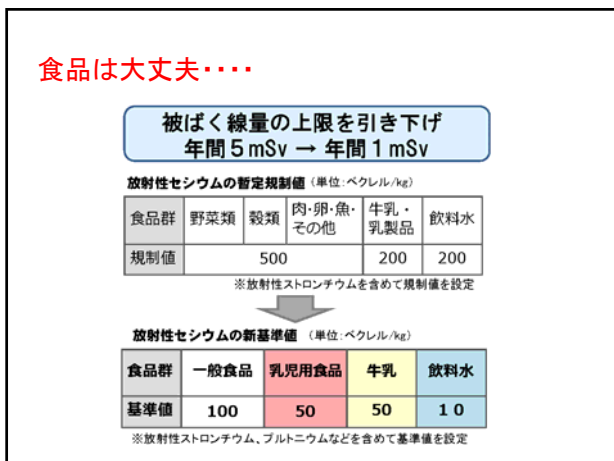 食品は大丈夫・・・・
被ばく線量の上限を引き下げ
年間５mSv → 年間１mSv
放射性セシウムの暫定規制値（単位：ベクレル/kg）
食品群 野菜類 穀類 肉・卵・魚・その他 牛乳・乳製品 飲料水
規制値 500 200 200
※放射性ストロンチウムを含めて規制値を設定
放射性セシウムの新基準値（単位：ベクレル/kg）
食品群 一般食品 乳児用食品 牛乳 飲料水
基準値 100 50 50 １０
※放射性ストロンチウム、プルトニウムなどを含めて基準値を設定